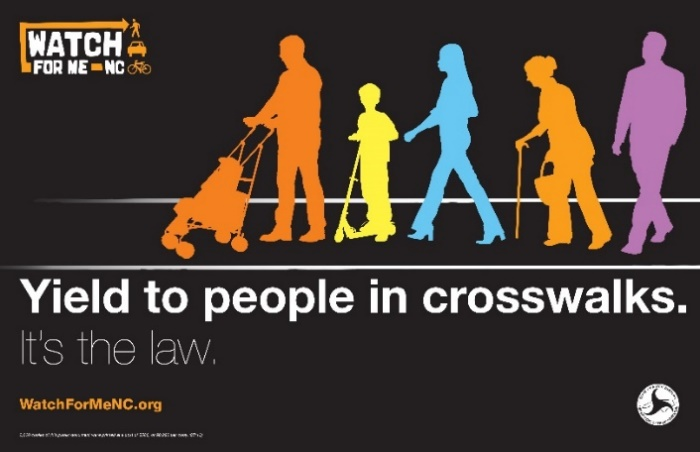 WATCH
FOR ME-NC
Yield to people in crosswalks.
It's the law.
WatchForMeNC.org